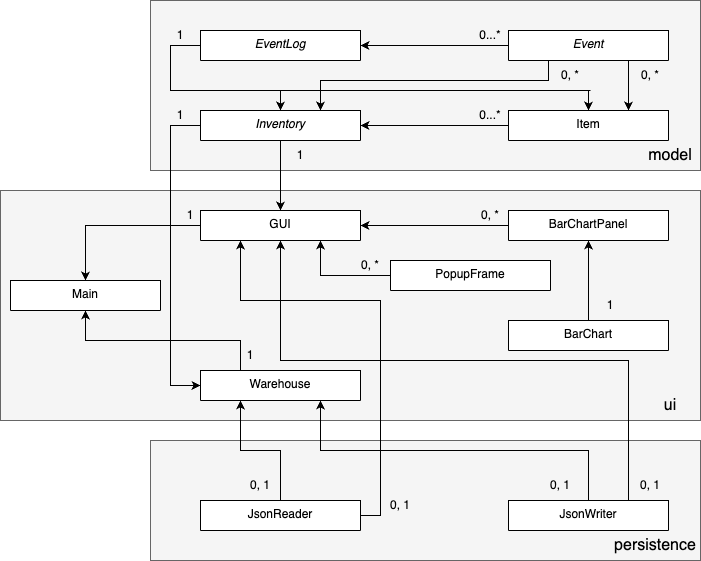 1
EventLog
0...*
Event
0, *
0, *
1
Inventory
0...*
Item
1
model
1
GUI
0, *
BarChartPanel
0, *
PopupFrame
Main
1
BarChart
1
Warehouse
ui
0, 1
0, 1
0, 1
0, 1
JsonReader
JsonWriter
persistence